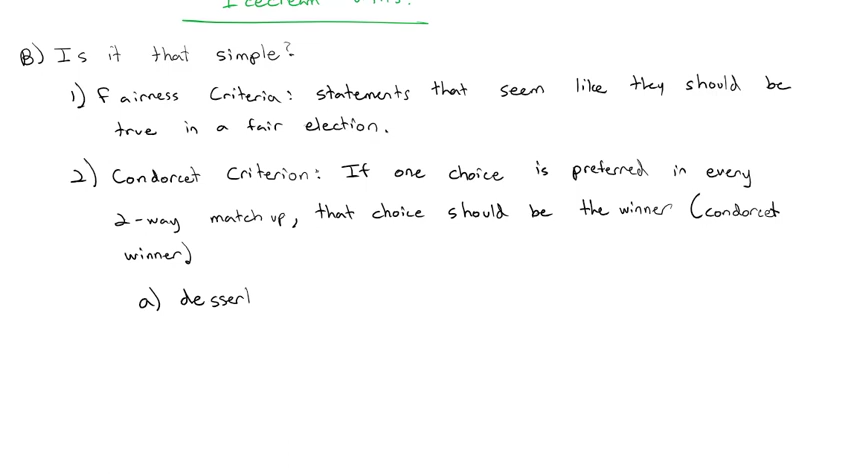 B) Is it that simple?
1) Fairness Criteria: statements that seem like they should be
true in a fair election.
2) Condorcet Criterion: If one choice is preferred in every
2-way match up, that choice should be the winner (condorcet
winner)
a)